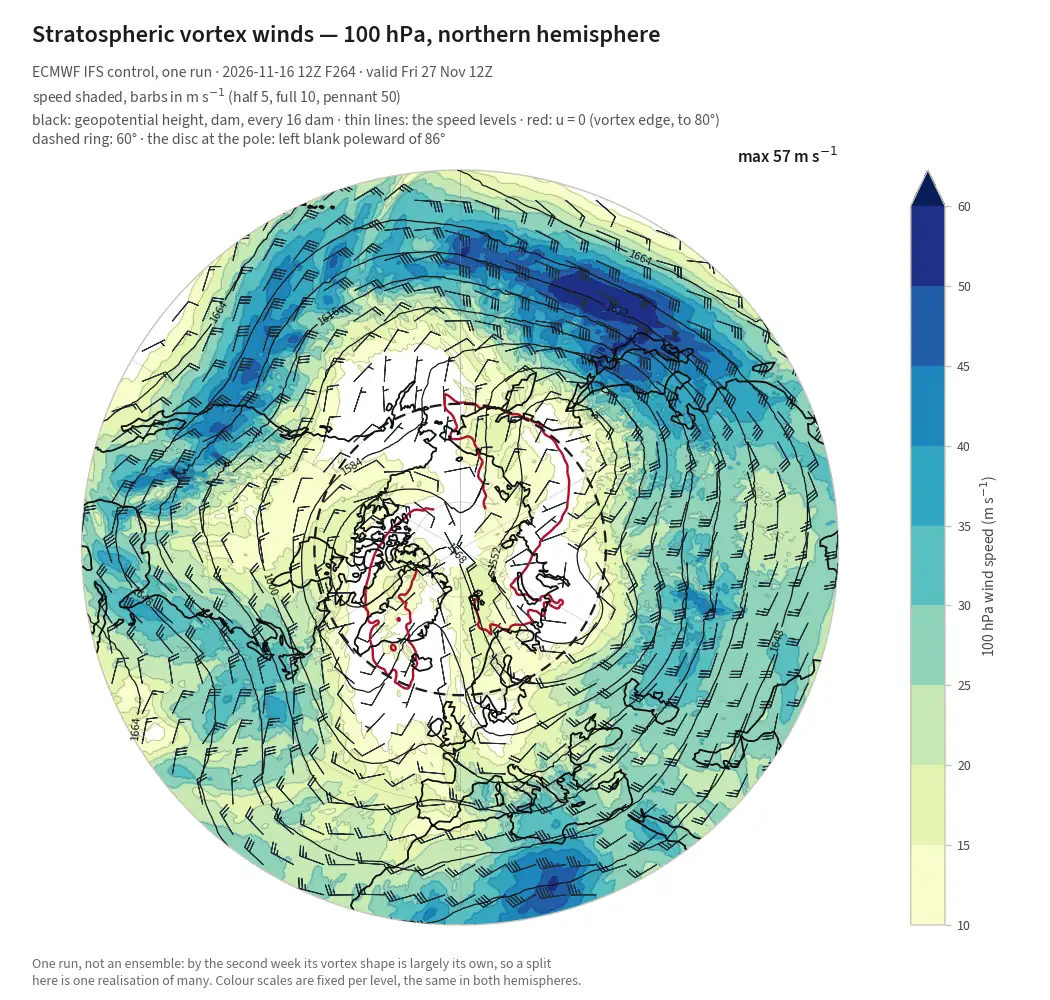 Stratospheric vortex winds — 100 hPa, northern hemisphere
ECMWF IFS control, one run · 2026-11-16 12Z F264 · valid Fri 27 Nov 12Z
speed shaded, barbs in m s⁻¹ (half 5, full 10, pennant 50)
black: geopotential height, dam, every 16 dam · thin lines: the speed levels · red: u = 0 (vortex edge, to 80°)
dashed ring: 60° · the disc at the pole: left blank poleward of 86°
max 57 m s⁻¹
60
50
45
40
35
30
25
20
15
10
100 hPa wind speed (m s⁻¹)
1664
1664
1584
1552
1648
1664
One run, not an ensemble: by the second week its vortex shape is largely its own, so a split
here is one realisation of many. Colour scales are fixed per level, the same in both hemispheres.